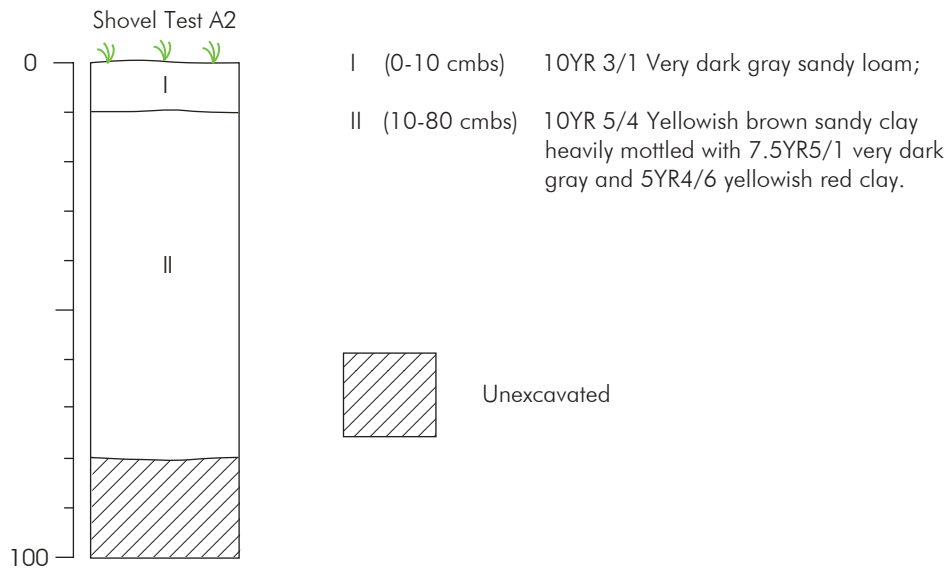 Shovel Test A2
0
I
II
100
I (0-10 cmbs) 10YR 3/1 Very dark gray sandy loam;
II (10-80 cmbs) 10YR 5/4 Yellowish brown sandy clay
heavily mottled with 7.5YR5/1 very dark
gray and 5YR4/6 yellowish red clay.
Unexcavated